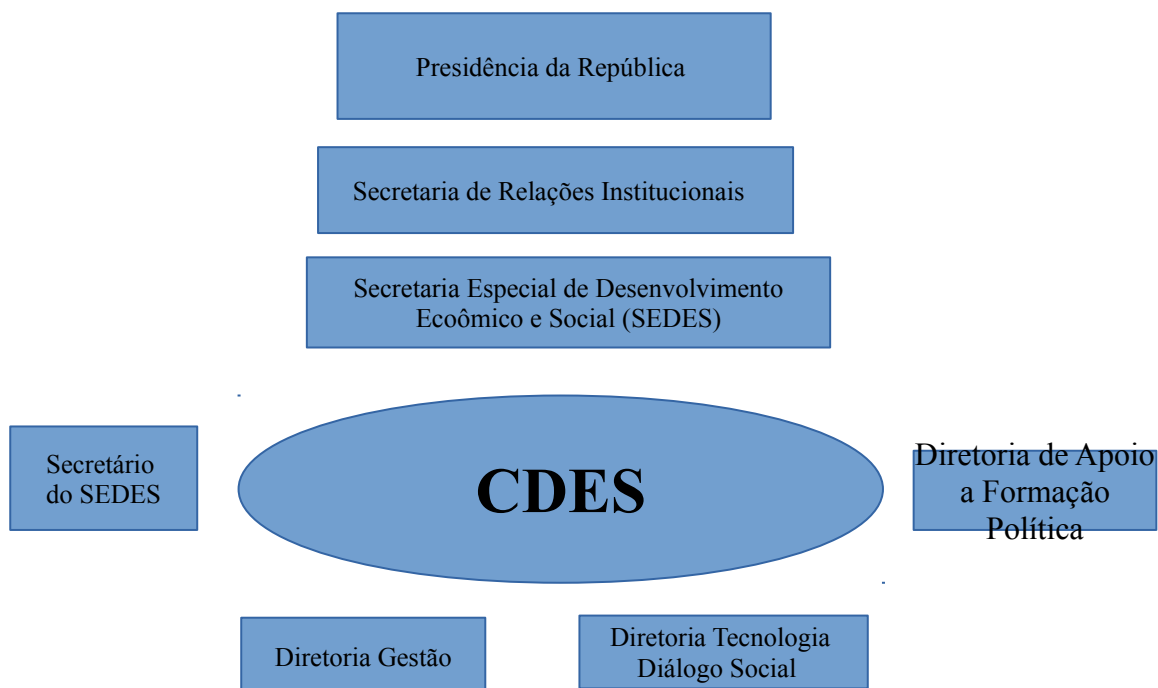 Presidência da República
Secretaria de Relações Institucionais
Secretaria Especial de Desenvolvimento
Ecoômico e Social (SEDES)
Secretário
do SEDES
CDES
Diretoria de Apoio
a Formação
Política
Diretoria Gestão
Diretoria Tecnologia
Diálogo Social